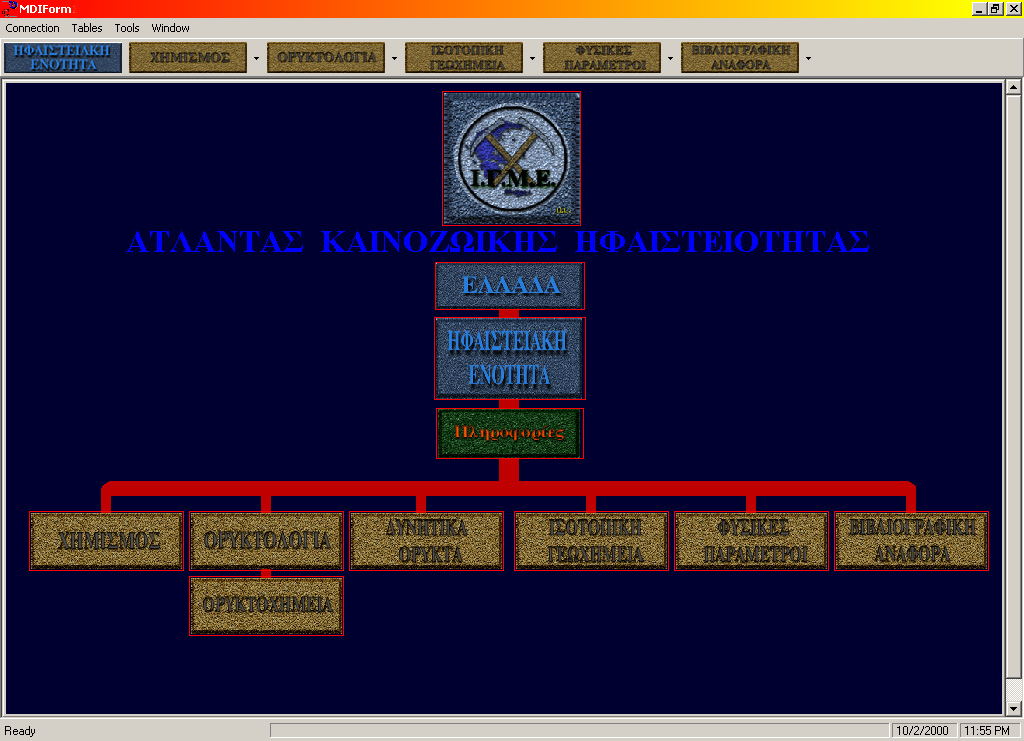 MDIForm
Connection Tables Tools Window
ΗΦΑΙΣΤΕΙΑΚΗ
ΕΝΟΤΗΤΑ
ΧΗΜΙΣΜΟΣ
ΟΡΥΚΤΟΛΟΓΙΑ
ΙΣΟΤΟΠΙΚΗ
ΓΕΩΧΗΜΕΙΑ
ΦΥΣΙΚΕΣ
ΠΑΡΑΜΕΤΡΟΙ
ΒΙΒΛΙΟΓΡΑΦΙΚΗ
ΑΝΑΦΟΡΑ
Ι.Γ.Μ.Ε.
ΑΤΛΑΝΤΑΣ ΚΑΙΝΟΖΩΙΚΗΣ ΗΦΑΙΣΤΕΙΟΤΗΤΑΣ
ΕΛΛΑΔΑ
ΗΦΑΙΣΤΕΙΑΚΗ
ΕΝΟΤΗΤΑ
Πληροφορίες
ΧΗΜΙΣΜΟΣ
ΟΡΥΚΤΟΛΟΓΙΑ
ΔΥΝΗΤΙΚΑ
ΟΡΥΚΤΑ
ΙΣΟΤΟΠΙΚΗ
ΓΕΩΧΗΜΕΙΑ
ΦΥΣΙΚΕΣ
ΠΑΡΑΜΕΤΡΟΙ
ΒΙΒΛΙΟΓΡΑΦΙΚΗ
ΑΝΑΦΟΡΑ
ΟΡΥΚΤΟΧΗΜΕΙΑ
Ready
10/2/2000
11:55 PM